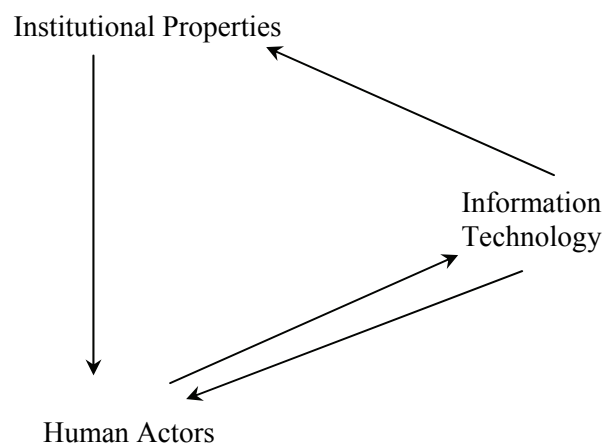 Institutional Properties
Information
Technology
Human Actors